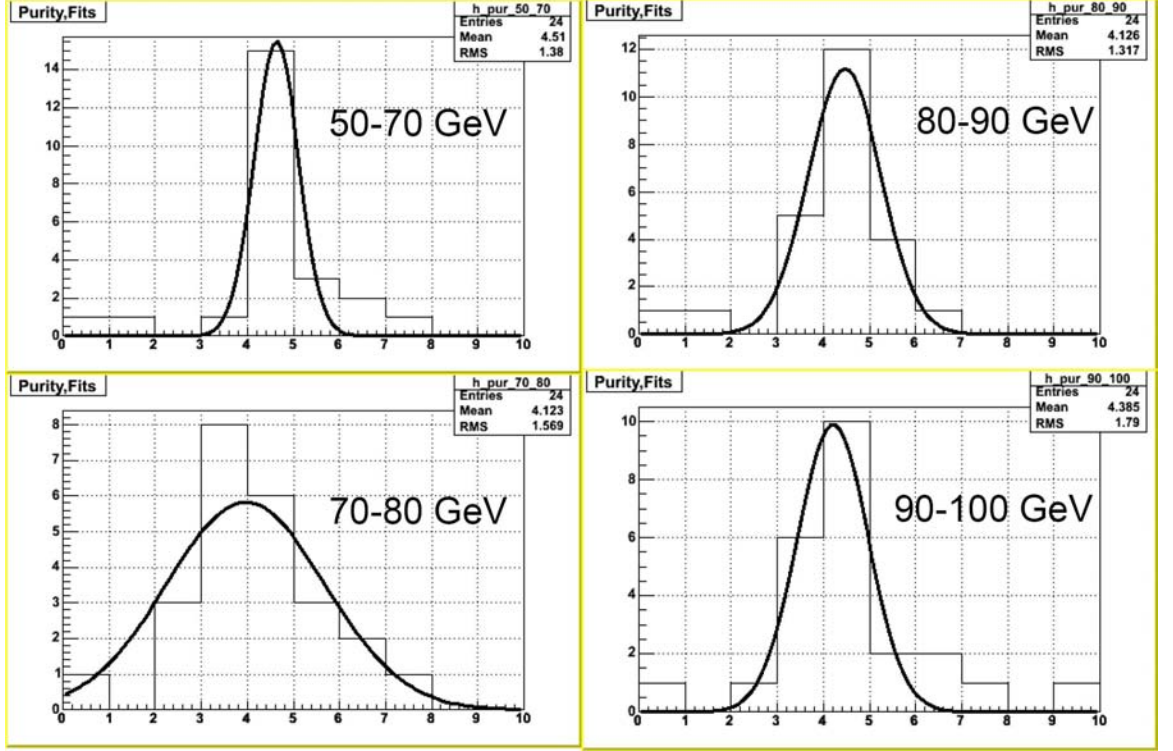 Purity,Fits
h_pur_50_70
Entries 24
Mean 4.51
RMS 1.38
50-70 GeV
14
12
10
8
6
4
2
0
0 1 2 3 4 5 6 7 8 9 10
Purity,Fits
h_pur_80_90
Entries 24
Mean 4.126
RMS 1.317
80-90 GeV
12
10
8
6
4
2
0
0 1 2 3 4 5 6 7 8 9 10
Purity,Fits
h_pur_70_80
Entries 24
Mean 4.123
RMS 1.569
70-80 GeV
8
7
6
5
4
3
2
1
0
0 1 2 3 4 5 6 7 8 9 10
Purity,Fits
h_pur_90_100
Entries 24
Mean 4.385
RMS 1.79
90-100 GeV
10
8
6
4
2
0
0 1 2 3 4 5 6 7 8 9 10